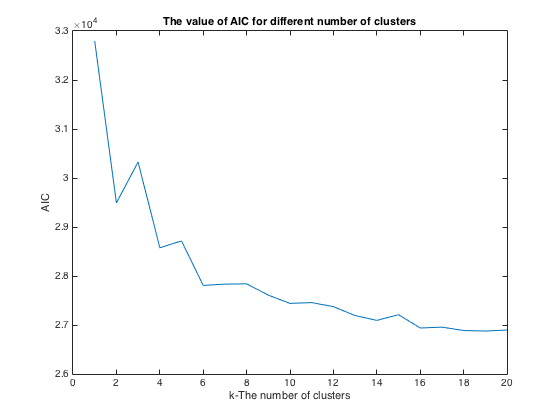 The value of AIC for different number of clusters
×10⁴
3.3
3.2
3.1
3
2.9
2.8
2.7
2.6
AIC
0 2 4 6 8 10 12 14 16 18 20
k-The number of clusters